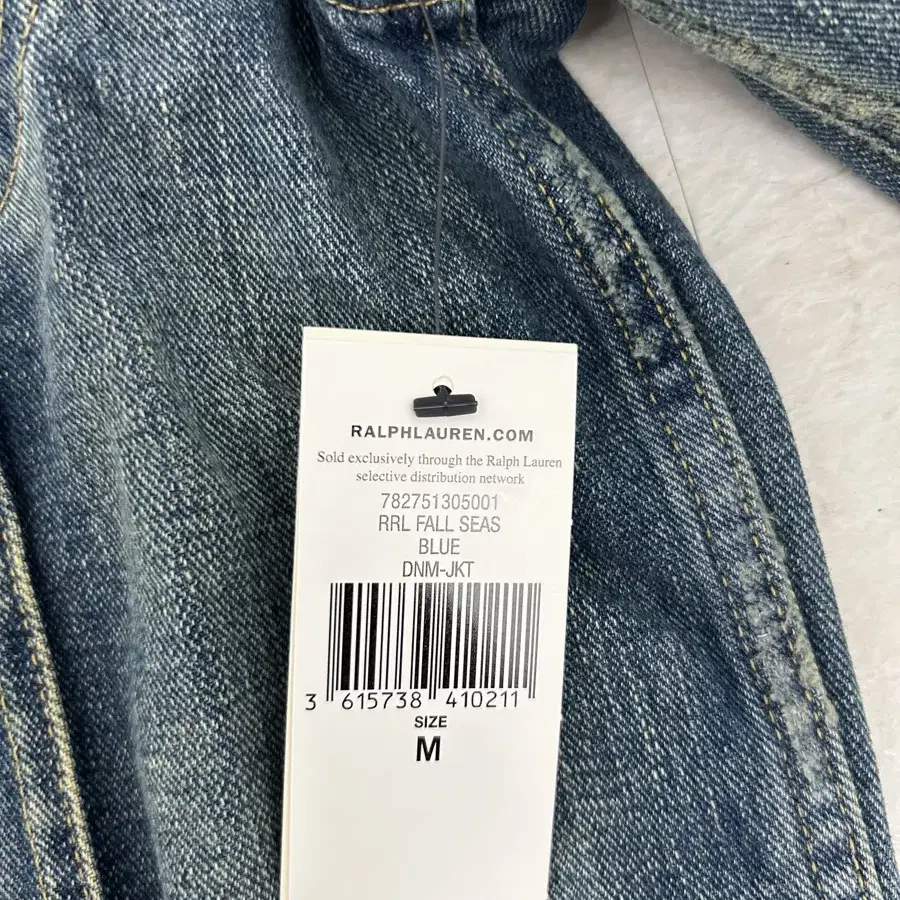 RALPHLAUREN.COM
Sold exclusively through the Ralph Lauren
selective distribution network
782751305001
RRL FALL SEAS
BLUE
DNM-JKT
3 615738 410211
SIZE
M